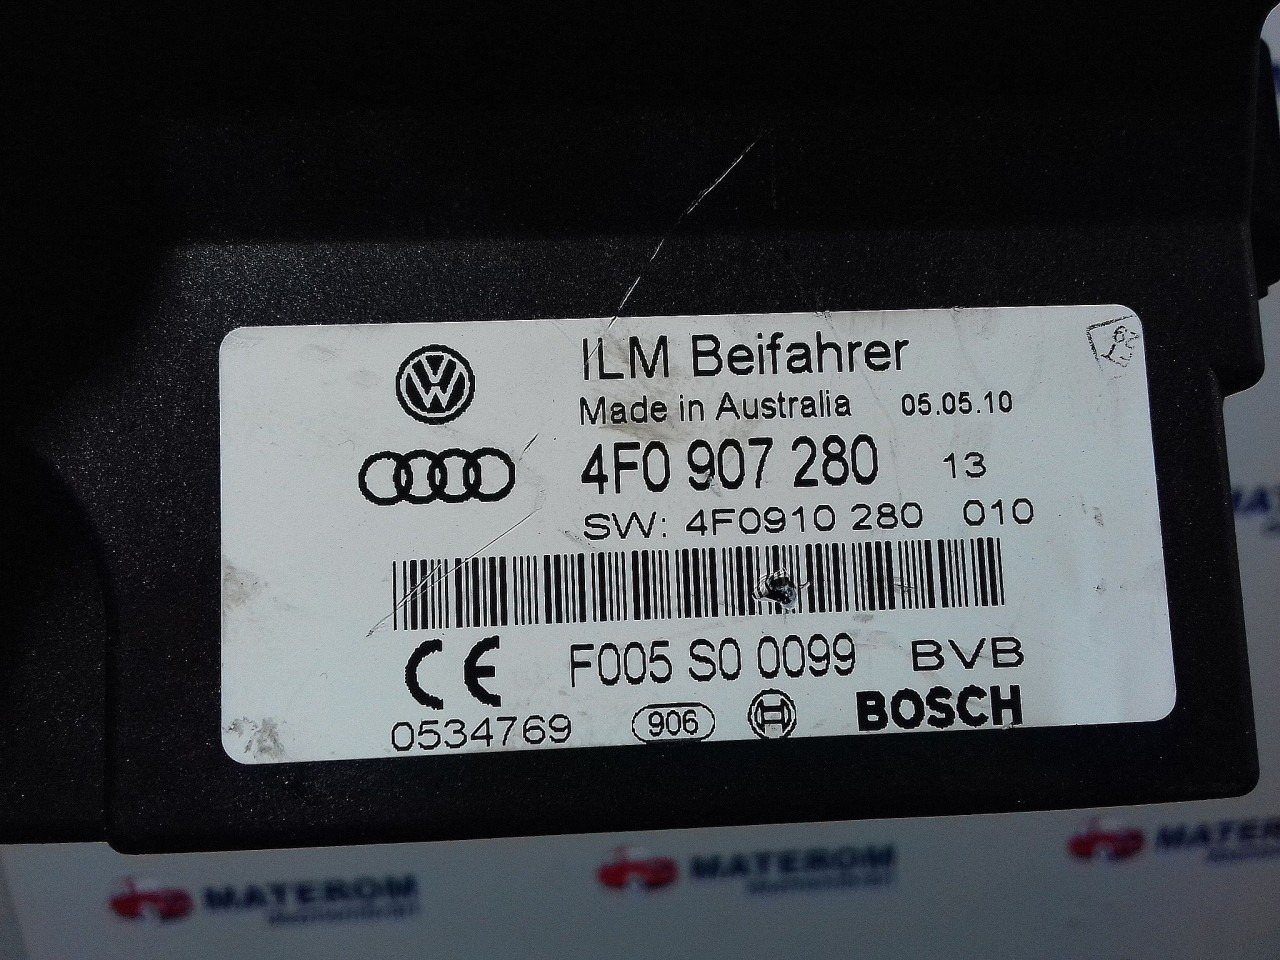 ILM Beifahrer
Made in Australia 05.05.10
4F0 907 280 13
SW: 4F0910 280 010
F005 S0 0099 BVB
0534769 906 BOSCH
MATEROM
MATEROM
MATEROM